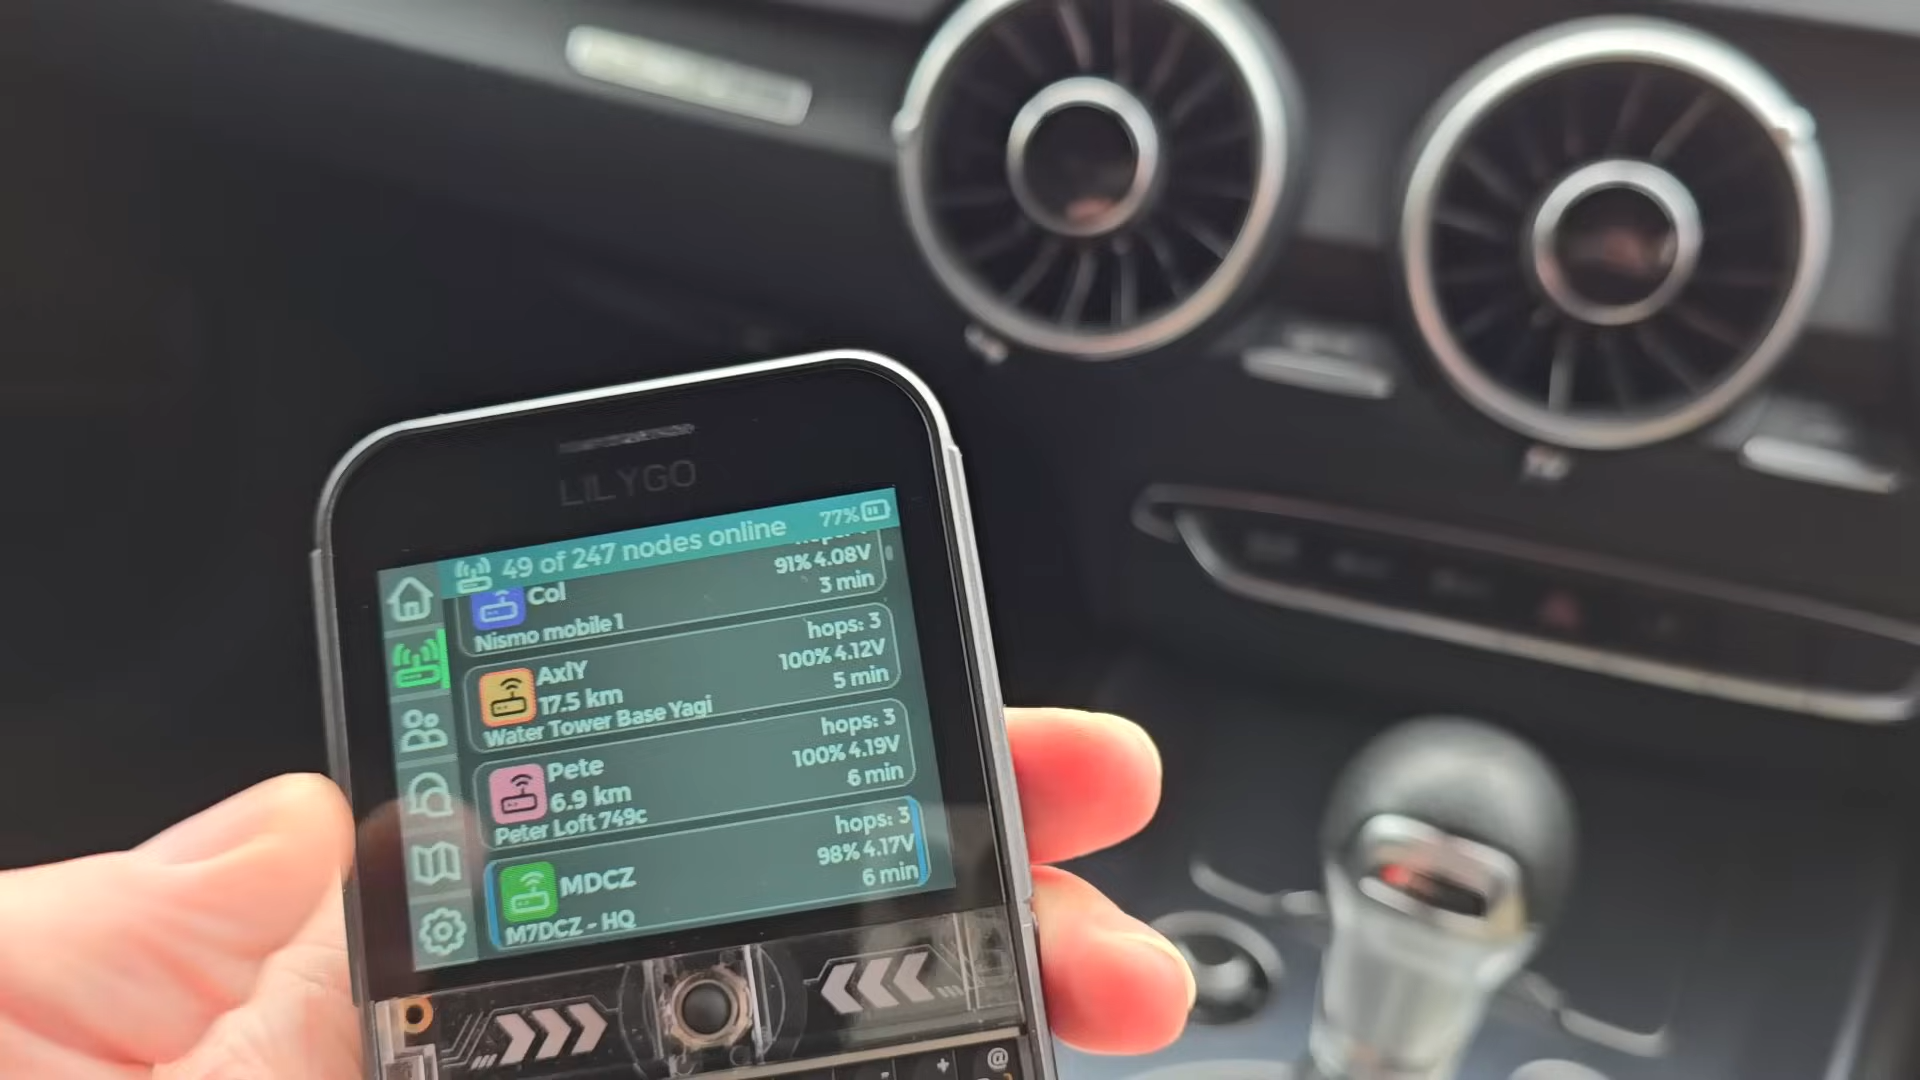 LILYGO
49 of 247 nodes online
77%
Col
91% 4.08V
3 min
Nismo mobile 1
AxlY
hops: 3
17.5 km
100% 4.12V
Water Tower Base Yagi
5 min
Pete
hops: 3
6.9 km
100% 4.19V
Peter Loft 749c
6 min
MDCZ
hops: 3
98% 4.17V
M7DCZ - HQ
6 min
+
@